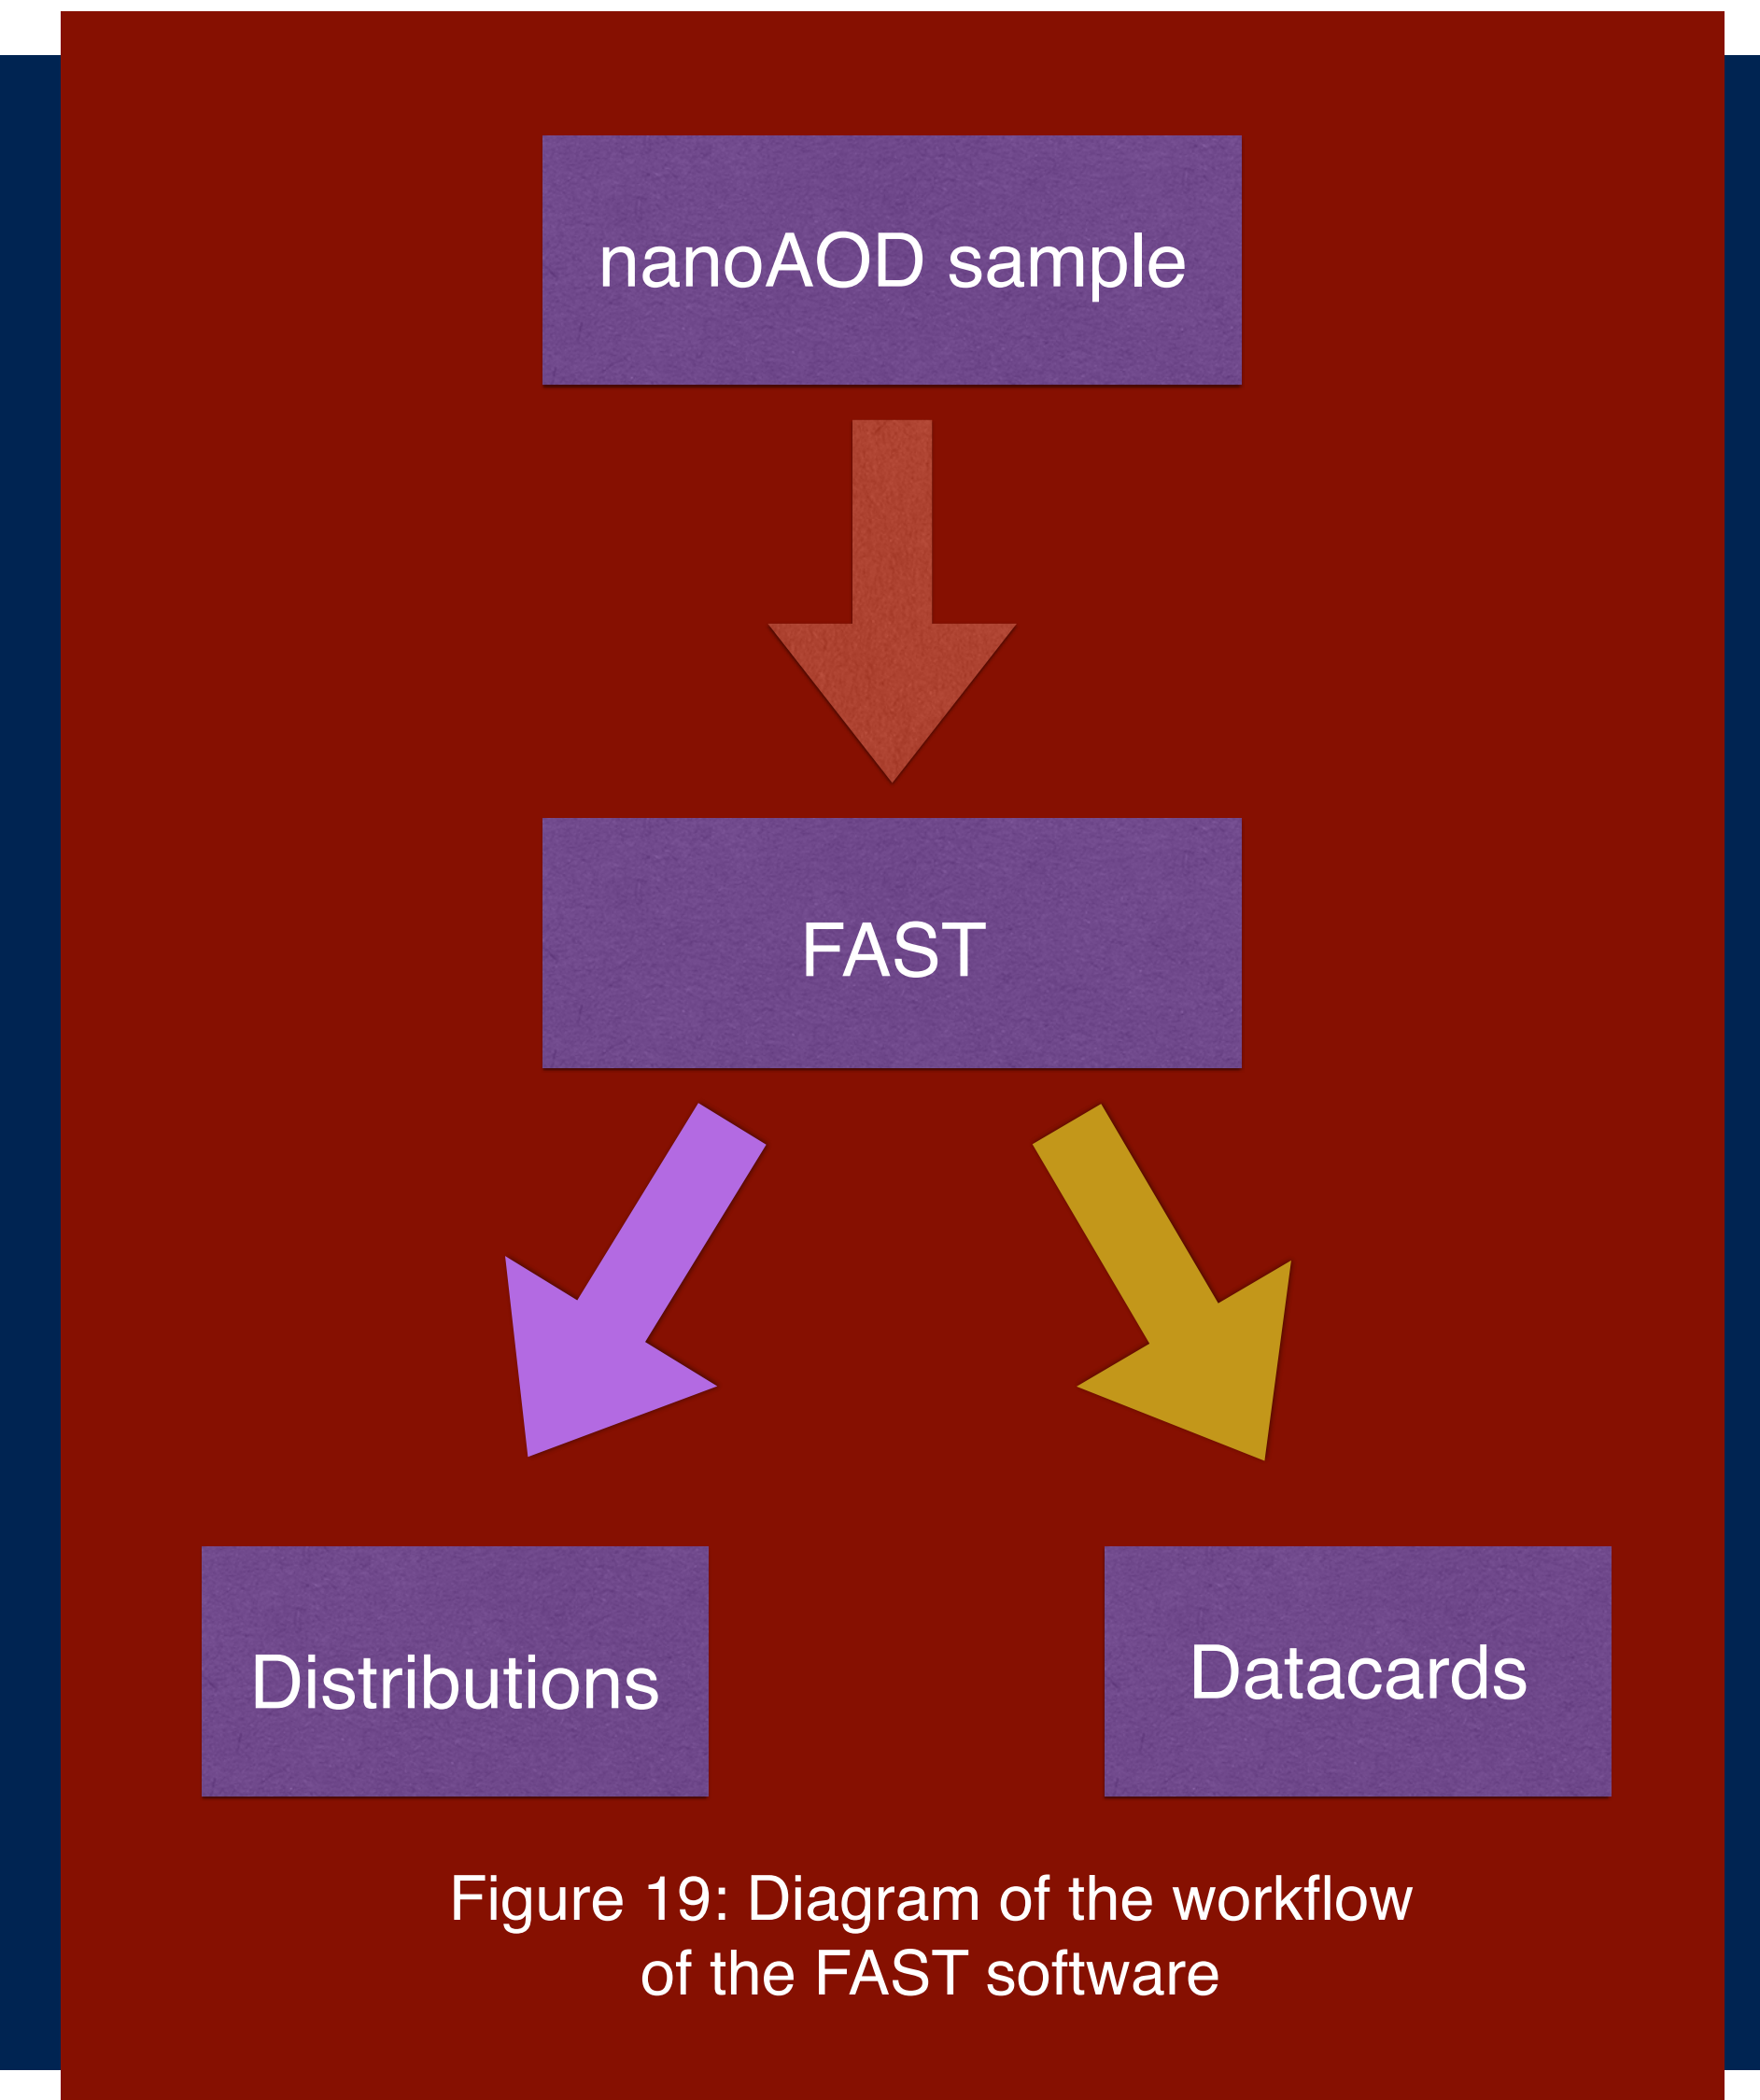 nanoAOD sample
FAST
Distributions
Datacards
Figure 19: Diagram of the workflow
of the FAST software